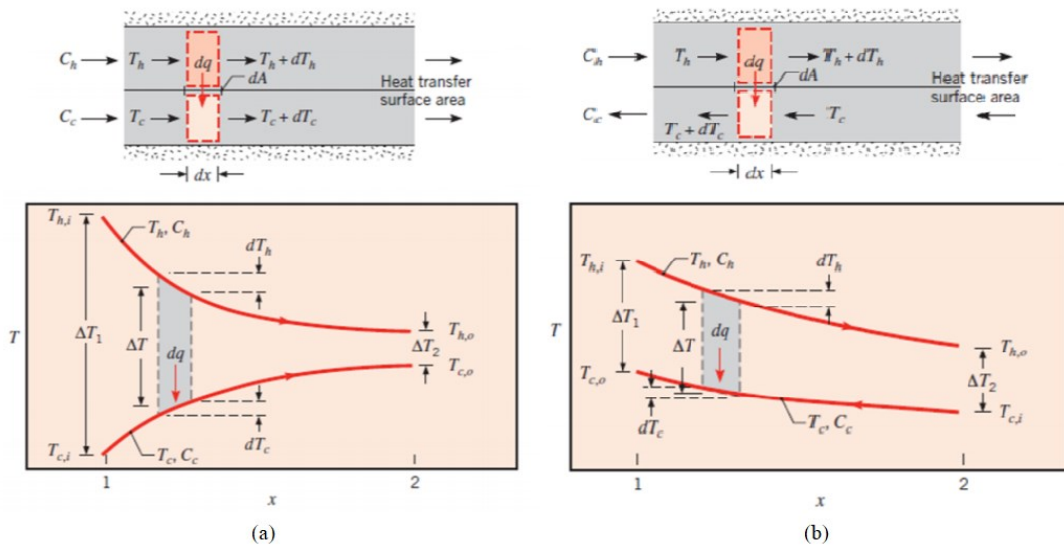 C_h T_h dq T_h + dT_h
dA
Heat transfer
surface area
C_c T_c T_c + dT_c
dx
T_h,i
T_h, C_h
dT_h
T
ΔT_1
ΔT
dq
ΔT_2
T_h,o
T_c,o
dT_c
T_c,i
T_c, C_c
1
2
x
(a)
C_h T_h dq T_h + dT_h
dA
Heat transfer
surface area
C_c T_c + dT_c T_c
dx
T_h,i
T_h, C_h
dT_h
ΔT_1
ΔT
dq
T_h,o
T_c,o
ΔT_2
dT_c
T_c, C_c
T_c,i
1
2
x
(b)